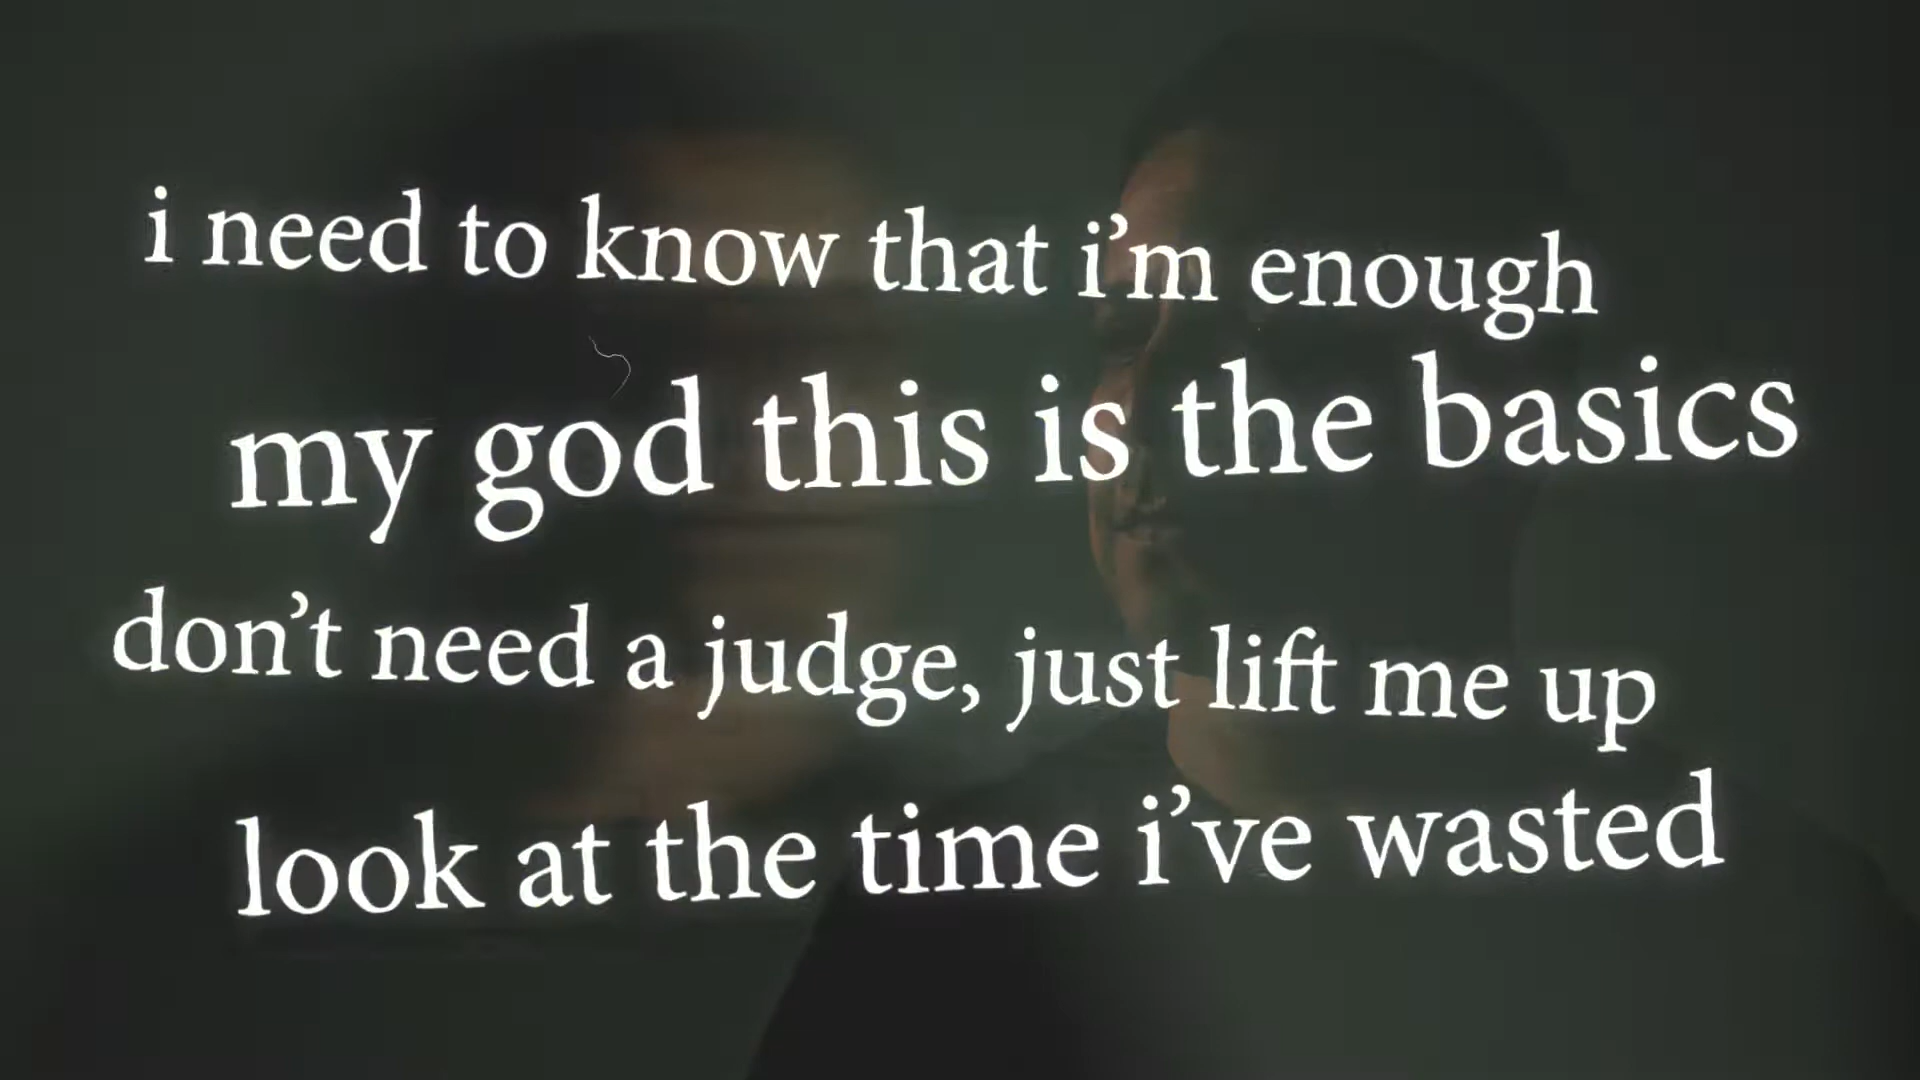 i need to know that i’m enough
my god this is the basics
don’t need a judge, just lift me up
look at the time i’ve wasted